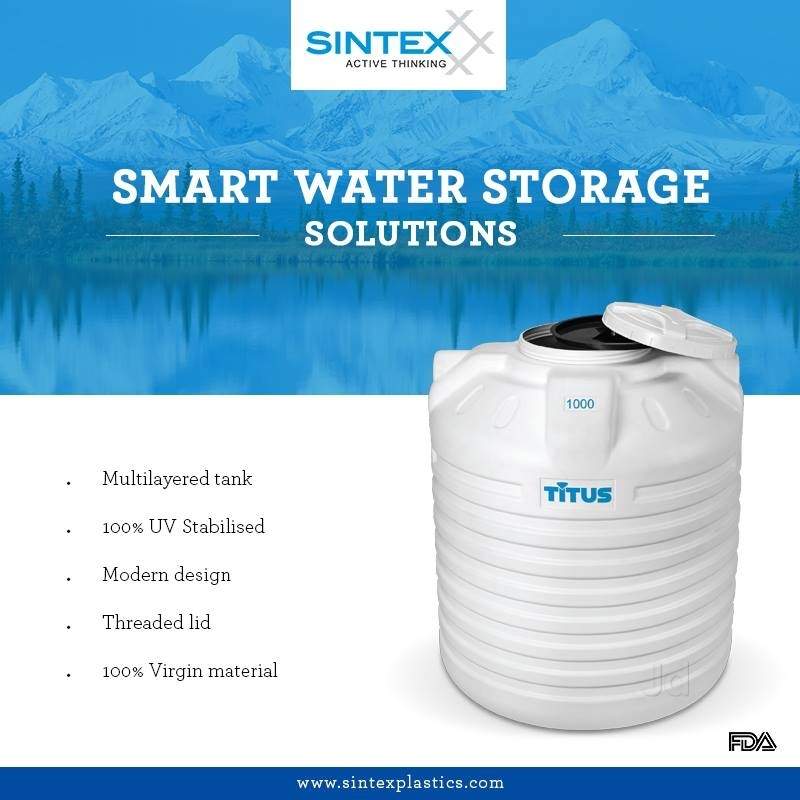 SINTEX
ACTIVE THINKING
SMART WATER STORAGE
SOLUTIONS
1000
TITUS
. Multilayered tank
. 100% UV Stabilised
. Modern design
. Threaded lid
. 100% Virgin material
Jd
FDA
www.sintexplastics.com